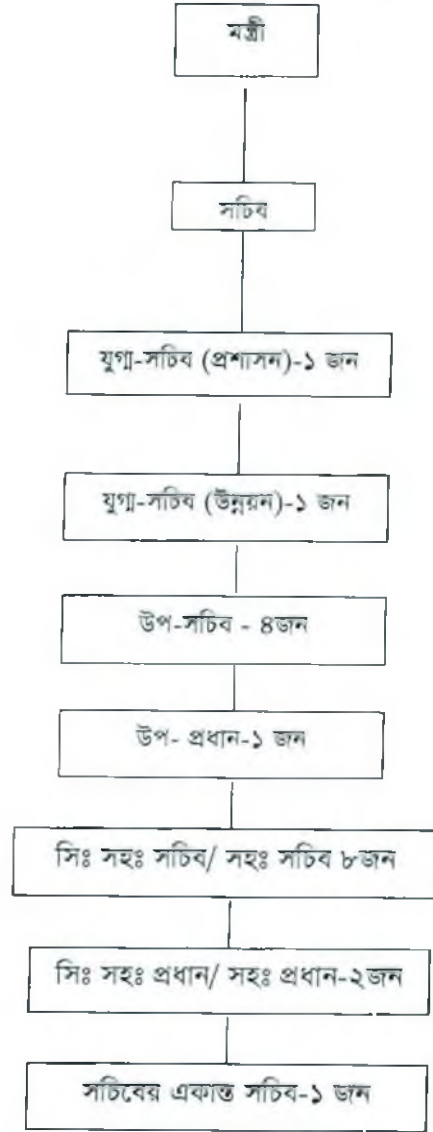 মন্ত্রী
সচিব
যুগ্ম-সচিব (প্রশাসন)-১ জন
যুগ্ম-সচিব (উন্নয়ন)-১ জন
উপ-সচিব - ৪জন
উপ- প্রধান-১ জন
সিঃ সহঃ সচিব/ সহঃ সচিব ৮জন
সিঃ সহঃ প্রধান/ সহঃ প্রধান-২জন
সচিবের একান্ত সচিব-১ জন